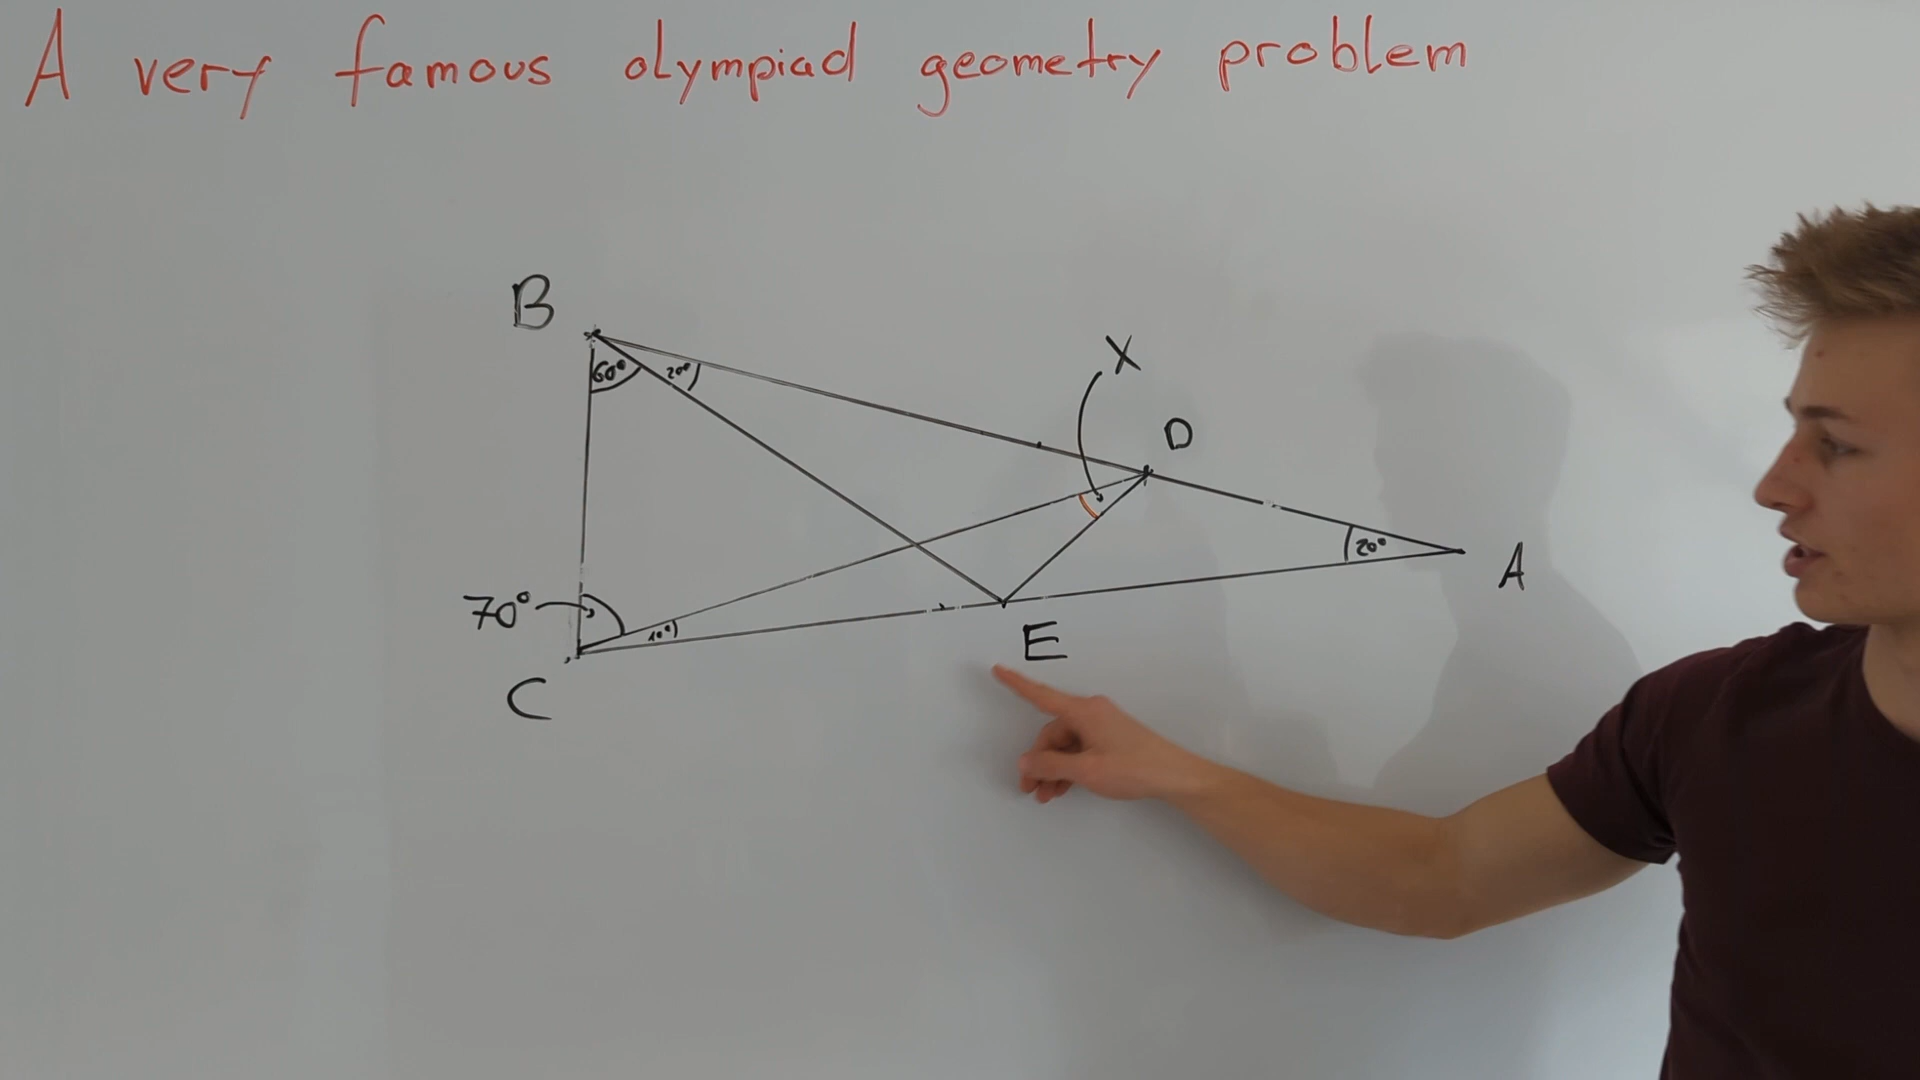 A very famous olympiad geometry problem
B
60°
20°
X
D
20°
A
70°
10°
E
C